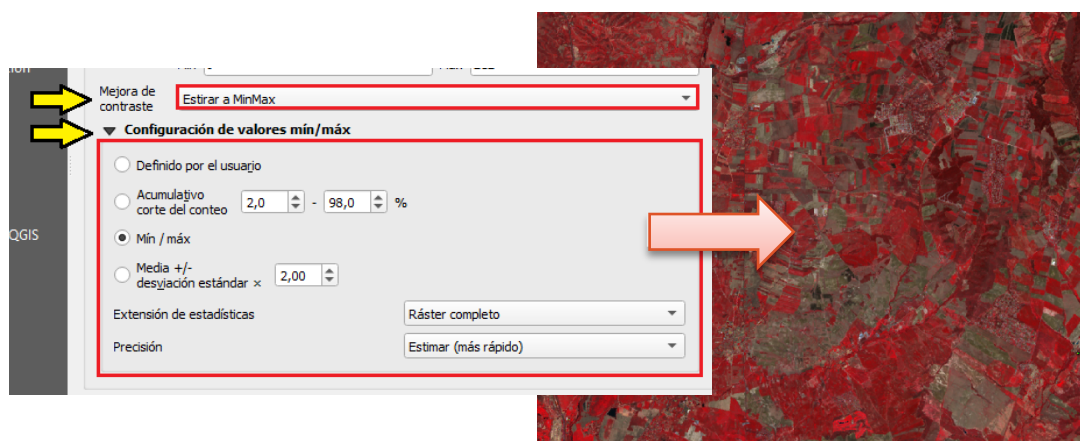 Mejora de
contraste
Estirar a MinMax
Configuración de valores mín/máx
Definido por el usuario
Acumulativo
corte del conteo
2,0 - 98,0 %
QGIS
Mín / máx
Media +/-
desviación estándar × 2,00
Extensión de estadísticas
Ráster completo
Precisión
Estimar (más rápido)